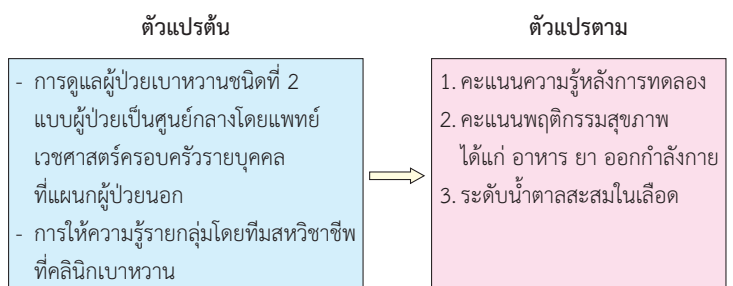 ตัวแปรต้น
- การดูแลผู้ป่วยเบาหวานชนิดที่ 2
แบบผู้ป่วยเป็นศูนย์กลางโดยแพทย์
เวชศาสตร์ครอบครัวรายบุคคล
ที่แผนกผู้ป่วยนอก
- การให้ความรู้รายกลุ่มโดยทีมสหวิชาชีพ
ที่คลินิกเบาหวาน
ตัวแปรตาม
1. คะแนนความรู้หลังการทดลอง
2. คะแนนพฤติกรรมสุขภาพ
ได้แก่ อาหาร ยา ออกกำลังกาย
3. ระดับน้ำตาลสะสมในเลือด